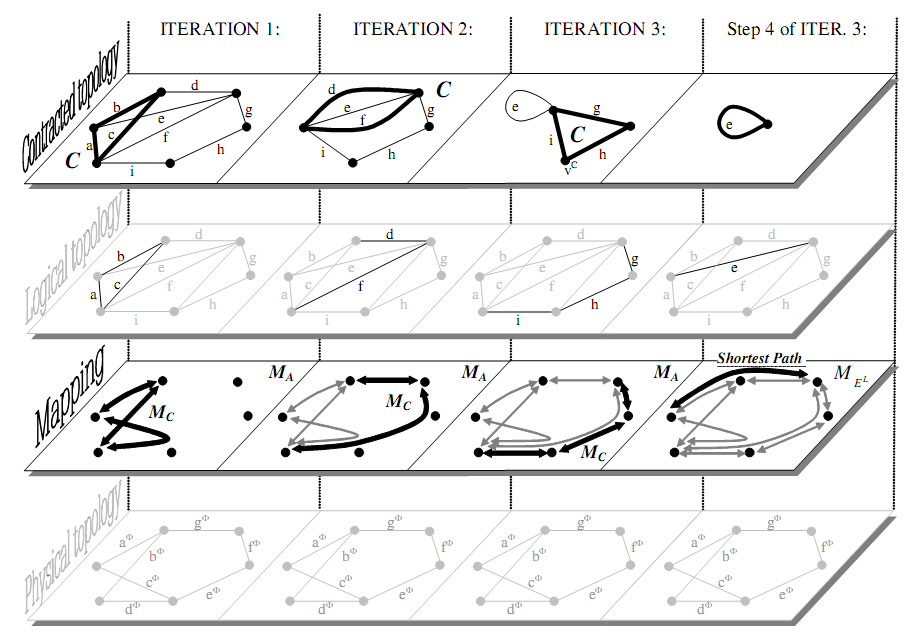 ITERATION 1: ITERATION 2: ITERATION 3: Step 4 of ITER. 3:
Contracted topology
b d c e f g a C i h
d C e g f i h
e g C i h v^C
e
Logical topology
b d e c g a f i h
b d e c g a f i h
b d e c g a f i h
b d e c g a f i h
Mapping
M_C
M_A M_C
M_A M_C
M_A Shortest Path M_{E^L}
Physical topology
g^Φ a^Φ b^Φ f^Φ c^Φ e^Φ d^Φ
g^Φ a^Φ b^Φ f^Φ c^Φ e^Φ d^Φ
g^Φ a^Φ b^Φ f^Φ c^Φ e^Φ d^Φ
g^Φ a^Φ b^Φ f^Φ c^Φ e^Φ d^Φ